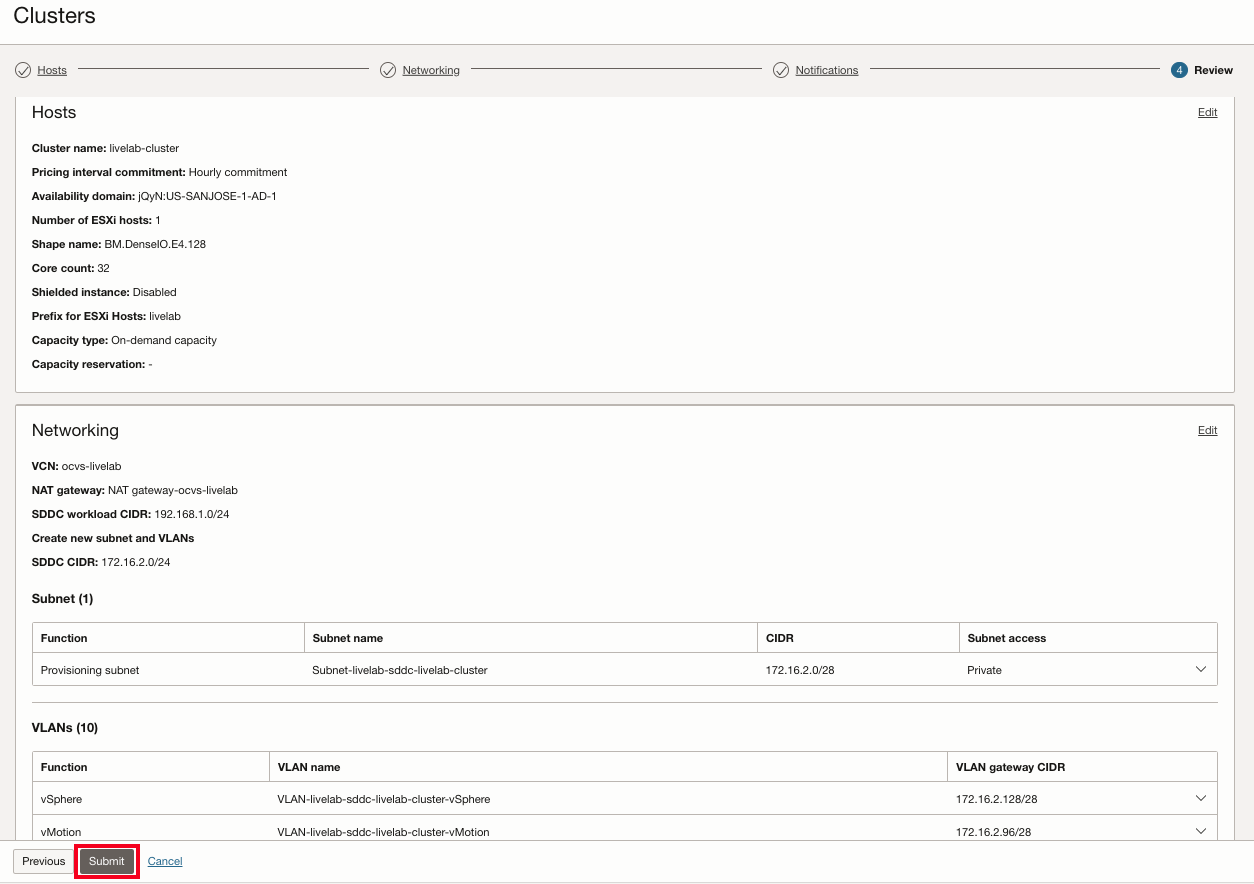 Clusters
Hosts Networking Notifications 4 Review
Hosts Edit
Cluster name: livelab-cluster
Pricing interval commitment: Hourly commitment
Availability domain: jQyN:US-SANJOSE-1-AD-1
Number of ESXi hosts: 1
Shape name: BM.DenseIO.E4.128
Core count: 32
Shielded instance: Disabled
Prefix for ESXi Hosts: livelab
Capacity type: On-demand capacity
Capacity reservation: -
Networking Edit
VCN: ocvs-livelab
NAT gateway: NAT gateway-ocvs-livelab
SDDC workload CIDR: 192.168.1.0/24
Create new subnet and VLANs
SDDC CIDR: 172.16.2.0/24
Subnet (1)
Function Subnet name CIDR Subnet access
Provisioning subnet Subnet-livelab-sddc-livelab-cluster 172.16.2.0/28 Private
VLANs (10)
Function VLAN name VLAN gateway CIDR
vSphere VLAN-livelab-sddc-livelab-cluster-vSphere 172.16.2.128/28
vMotion VLAN-livelab-sddc-livelab-cluster-vMotion 172.16.2.96/28
Previous Submit Cancel